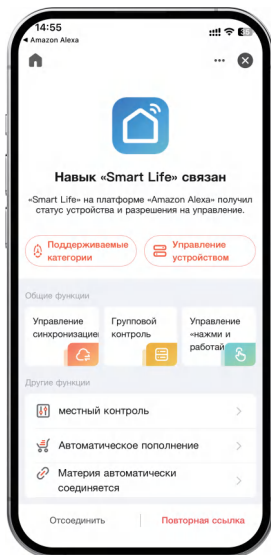 14:55
◀ Amazon Alexa
Навык «Smart Life» связан
«Smart Life» на платформе «Amazon Alexa» получил
статус устройства и разрешения на управление.
Поддерживаемые
категории
Управление
устройством
Общие функции
Управление
синхронизацией
Групповой
контроль
Управление
«нажми и
работай
Другие функции
местный контроль
Автоматическое пополнение
Материя автоматически
соединяется
Отсоединить
Повторная ссылка